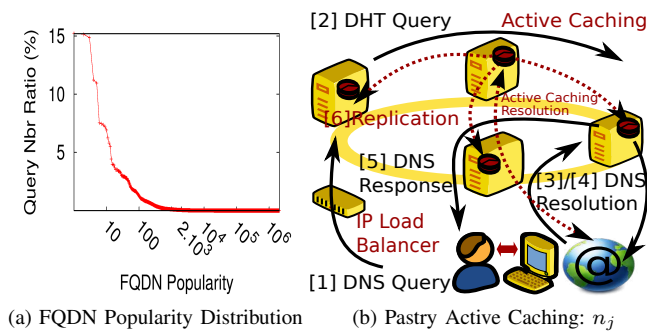 (a) FQDN Popularity Distribution
Query Nbr Ratio (%)
15
10
5
10
100
2.10³
10⁴
10⁵
10⁶
FQDN Popularity
(b) Pastry Active Caching: nⱼ
[2] DHT Query
Active Caching
Active Caching
Resolution
[6]Replication
[5] DNS
Response
[3]/[4] DNS
Resolution
IP Load
Balancer
[1] DNS Query
@